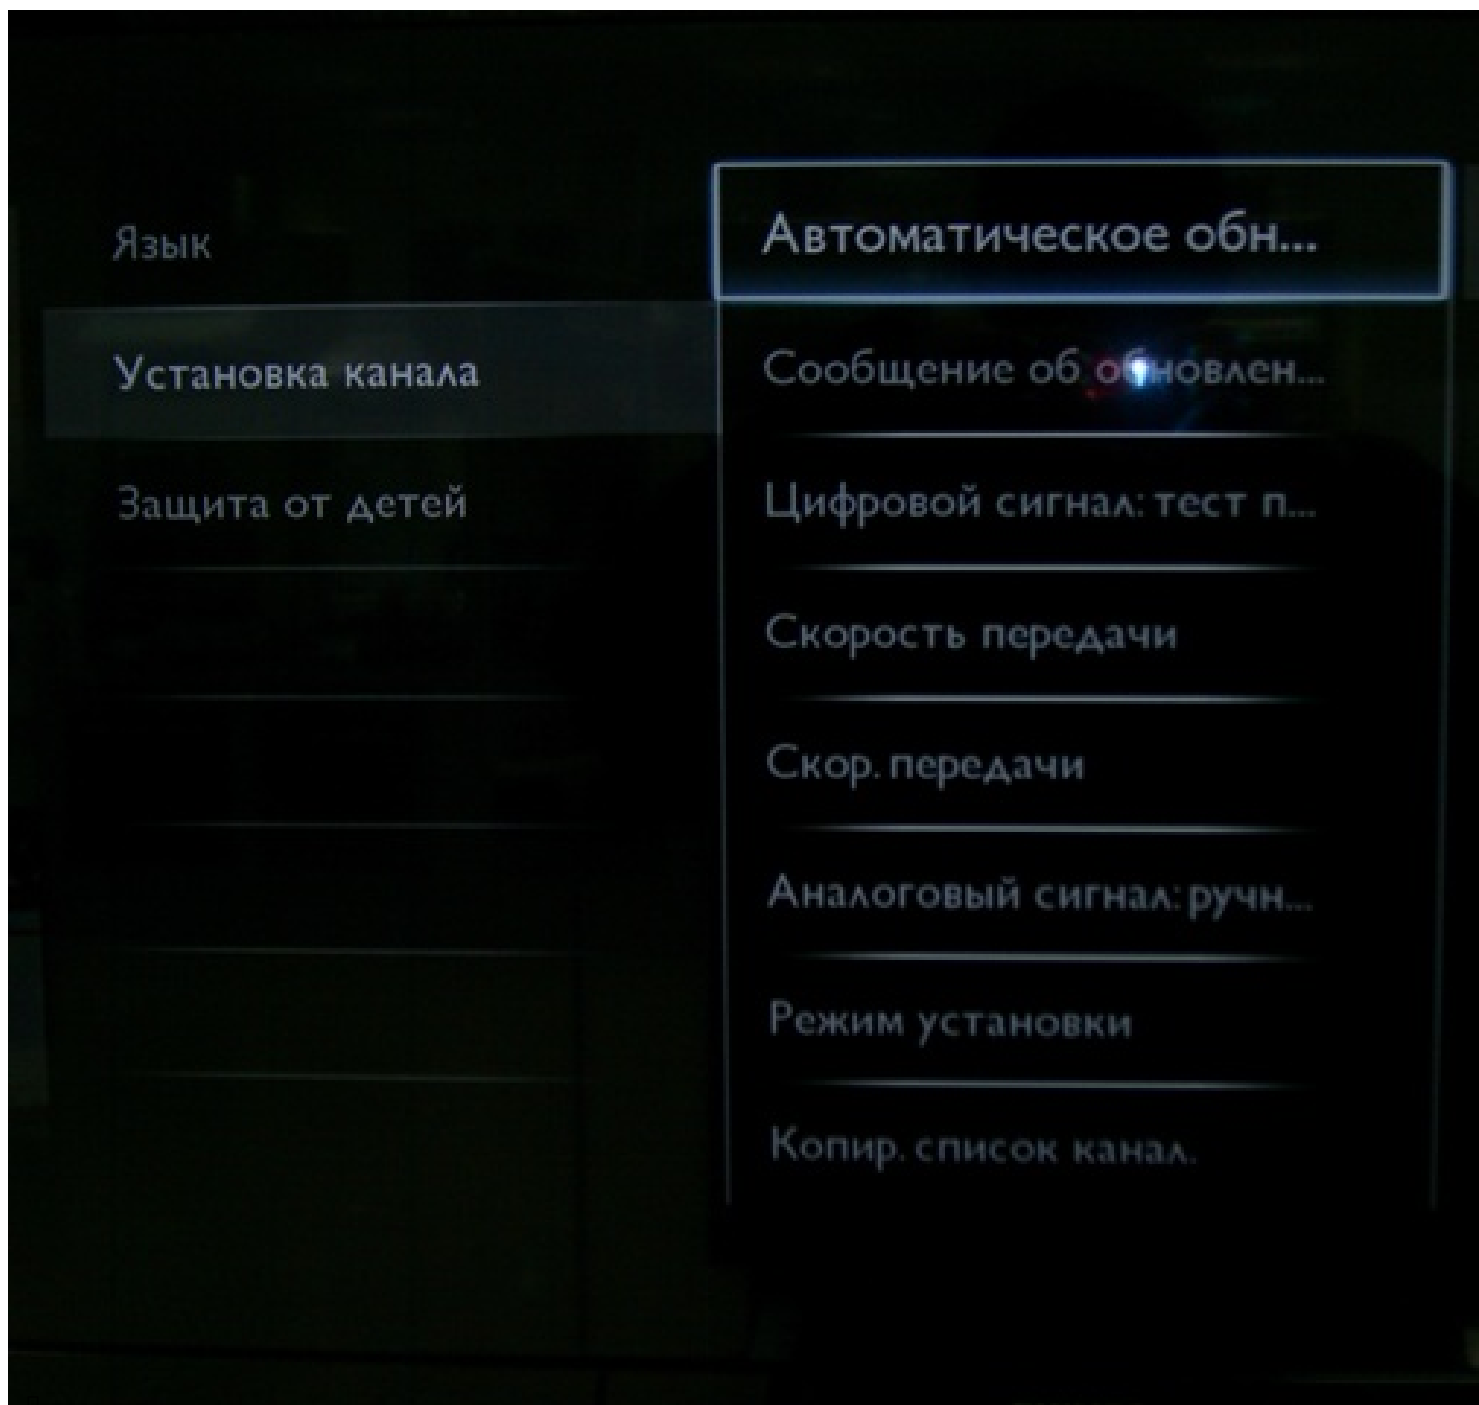 Язык
Установка канала
Защита от детей
Автоматическое обн...
Сообщение об обновлен...
Цифровой сигнал: тест п...
Скорость передачи
Скор. передачи
Аналоговый сигнал: ручн...
Режим установки
Копир. список канал.